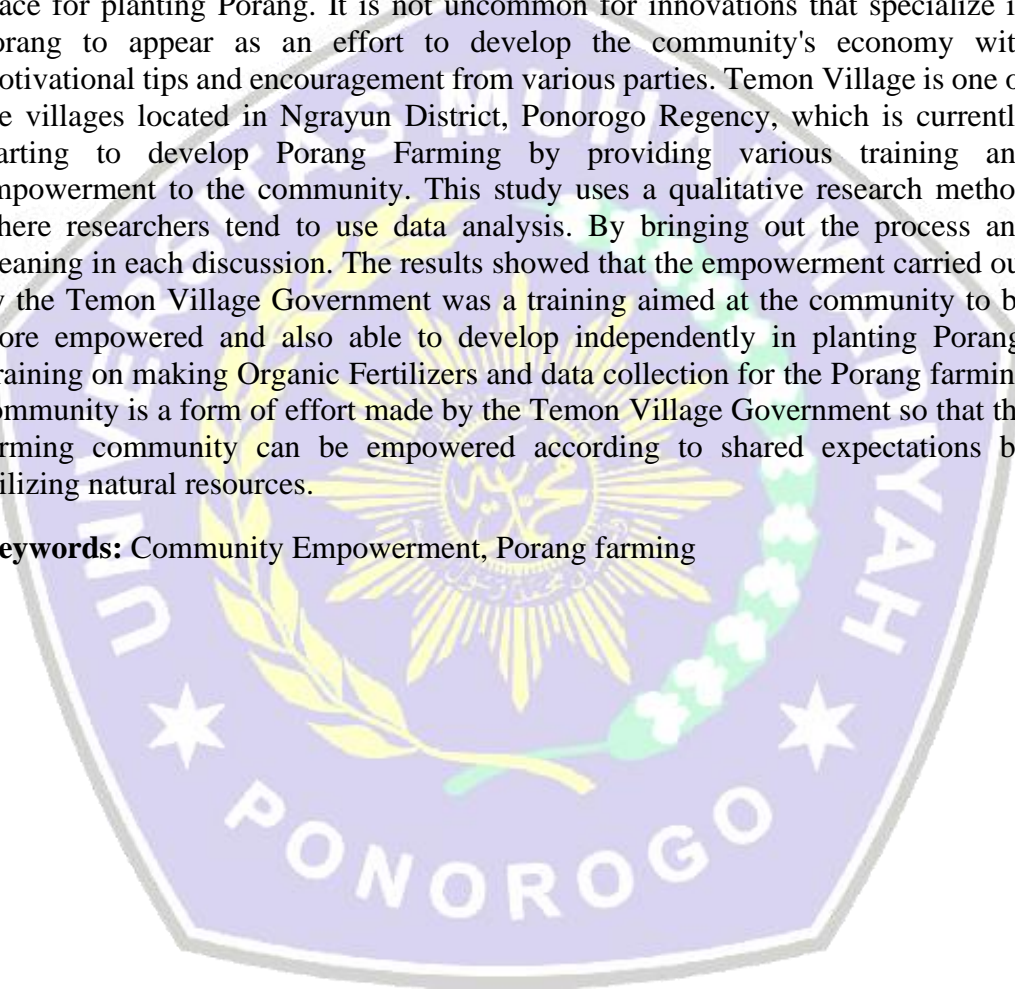 ace for planting Porang. It is not uncommon for innovations that specialize i
orang to appear as an effort to develop the community's economy wit
otivational tips and encouragement from various parties. Temon Village is one o
e villages located in Ngrayun District, Ponorogo Regency, which is currentl
arting to develop Porang Farming by providing various training an
mpowerment to the community. This study uses a qualitative research metho
here researchers tend to use data analysis. By bringing out the process an
eaning in each discussion. The results showed that the empowerment carried ou
y the Temon Village Government was a training aimed at the community to b
ore empowered and also able to develop independently in planting Porang
raining on making Organic Fertilizers and data collection for the Porang farmin
ommunity is a form of effort made by the Temon Village Government so that th
rming community can be empowered according to shared expectations b
ilizing natural resources.
eywords: Community Empowerment, Porang farming
UNIVERSITAS MUHAMMADIYAH
PONOROGO